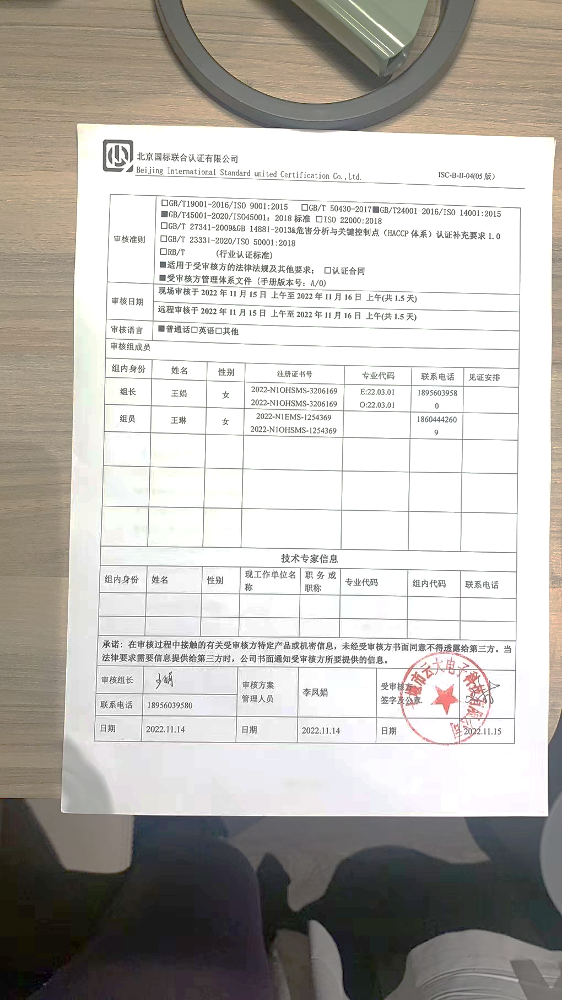 北京国标联合认证有限公司
Beijing International Standard united Certification Co.,Ltd.
ISC-B-II-04(05 版)
审核准则
□GB/T19001-2016/ISO 9001:2015 □GB/T 50430-2017■GB/T24001-2016/ISO 14001:2015
■GB/T45001-2020/ISO45001：2018 标准 □ISO 22000:2018
□GB/T 27341-2009&GB 14881-2013&危害分析与关键控制点（HACCP 体系）认证补充要求 1.0
□GB/T 23331-2020/ISO 50001:2018
□RB/T （行业认证标准）
■适用于受审核方的法律法规及其他要求； □认证合同
■受审核方管理体系文件（手册版本号：A/0）
审核日期
现场审核于 2022 年 11 月 15 日 上午至 2022 年 11 月 16 日 上午(共 1.5 天)
远程审核于 2022 年 11 月 15 日 上午至 2022 年 11 月 16 日 上午(共 1.5 天)
审核语言 ■普通话□英语□其他
审核组成员
组内身份 姓名 性别 注册证书号 专业代码 联系电话 见证安排
组长 王娟 女 2022-N1OHSMS-3206169 E:22.03.01 1895603958
2022-N1OHSMS-3206169 O:22.03.01 0
组员 王琳 女 2022-N1EMS-1254369 1860444260
2022-N1OHSMS-1254369 9
技术专家信息
组内身份 姓名 性别 现工作单位名 职 务 或 专业代码 组内代码 联系电话
称 职称
承诺：在审核过程中接触的有关受审核方特定产品或机密信息，未经受审核方书面同意不得透露给第三方。当
法律要求需要信息提供给第三方时，公司书面通知受审核方所要提供的信息。
审核组长 王娟 审核方案 李凤娟 受审核方
管理人员 签字及公章
联系电话 18956039580
日期 2022.11.14 日期 2022.11.14 日期 2022.11.15
市云大电子科技有限公司